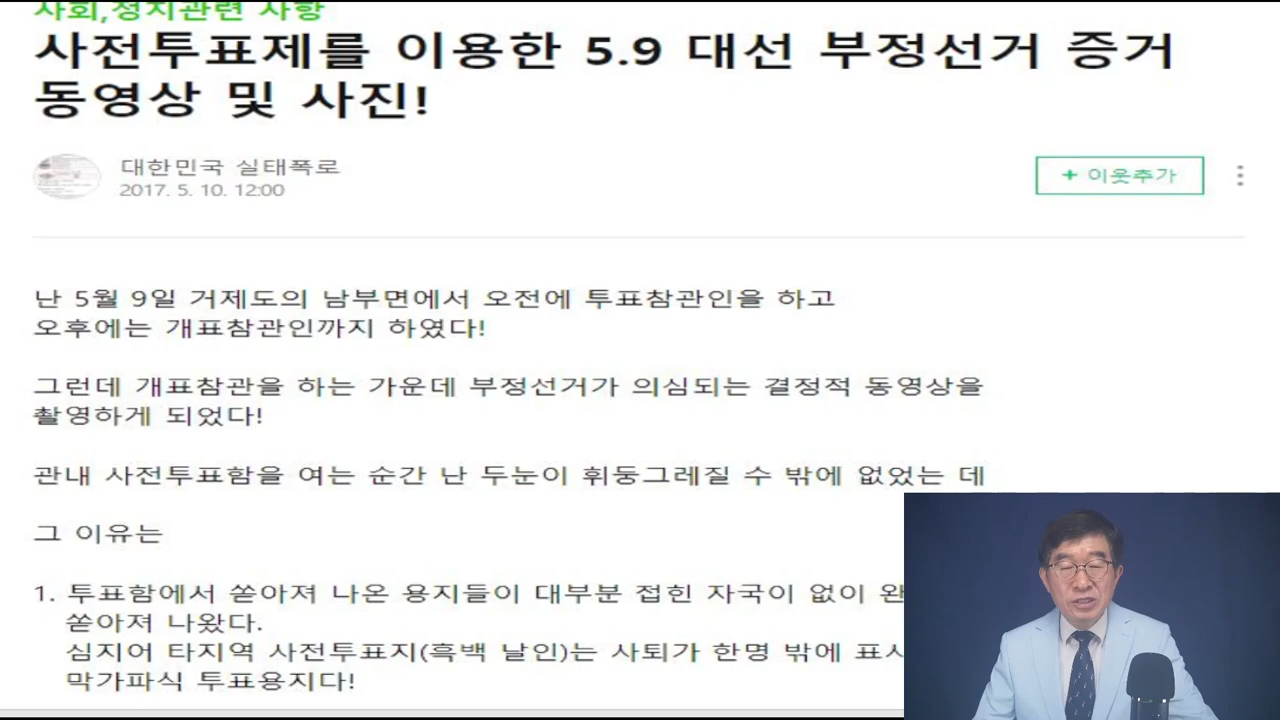 사회,정치관련 사항
사전투표제를 이용한 5.9 대선 부정선거 증거
동영상 및 사진!
대한민국 실태폭로
2017. 5. 10. 12:00
+ 이웃추가
난 5월 9일 거제도의 남부면에서 오전에 투표참관인을 하고
오후에는 개표참관인까지 하였다!
그런데 개표참관을 하는 가운데 부정선거가 의심되는 결정적 동영상을
촬영하게 되었다!
관내 사전투표함을 여는 순간 난 두눈이 휘둥그레질 수 밖에 없었는 데
그 이유는
1. 투표함에서 쏟아져 나온 용지들이 대부분 접힌 자국이 없이 완
쏟아져 나왔다.
심지어 타지역 사전투표지(흑백 날인)는 사퇴가 한명 밖에 표시
막가파식 투표용지다!